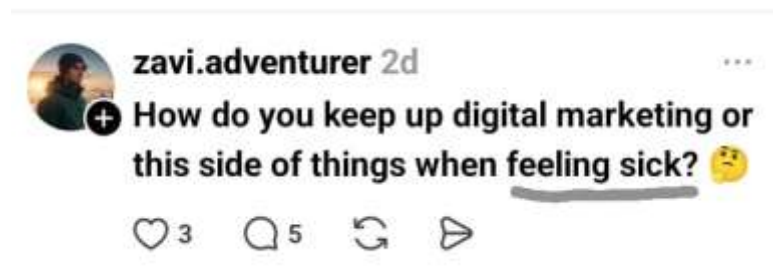 zavi.adventurer 2d
How do you keep up digital marketing or
this side of things when feeling sick? 🤔
3 5